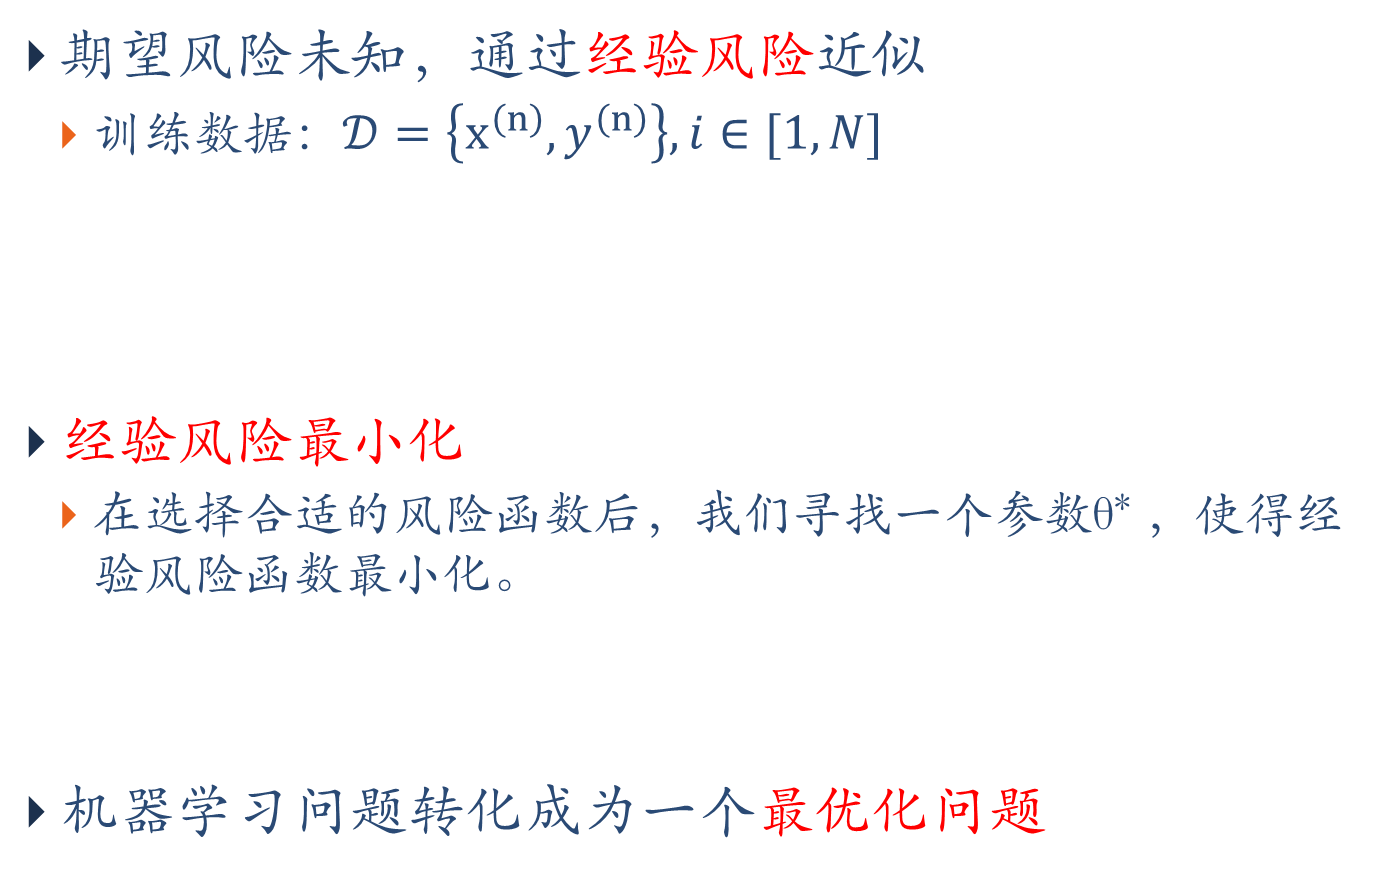 期望风险未知，通过经验风险近似
训练数据：𝒟 = {x^(n), y^(n)}, i ∈ [1, N]
经验风险最小化
在选择合适的风险函数后，我们寻找一个参数θ*，使得经
验风险函数最小化。
机器学习问题转化成为一个最优化问题